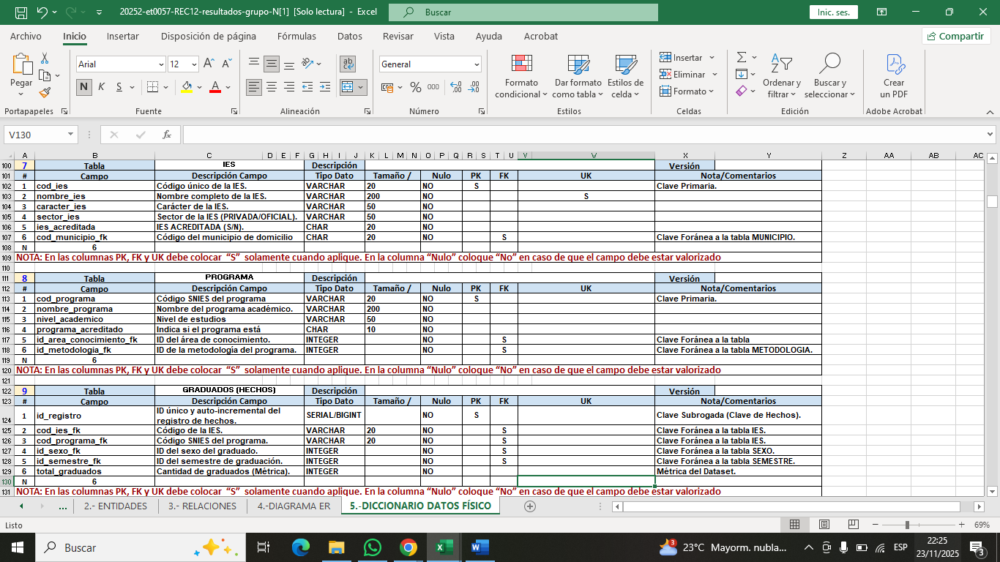 20252-et0057-REC12-resultados-grupo-N[1] [Solo lectura] - Excel
Buscar
Inic. ses.
Archivo Inicio Insertar Disposición de página Fórmulas Datos Revisar Vista Ayuda Acrobat
Compartir
Pegar
Arial 12
N K S
General
% 000
Formato condicional
Dar formato como tabla
Estilos de celda
Insertar
Eliminar
Formato
Ordenar y filtrar
Buscar y seleccionar
Crear un PDF
Portapapeles Fuente Alineación Número Estilos Celdas Edición Adobe Acrobat
V130 fx
A B C D E F G H I J K L M N O P Q R S T U V W X Y Z AA AB AC
100 7 Tabla IES Descripción Versión
101 # Campo Descripción Campo Tipo Dato Tamaño / Nulo PK FK UK Nota/Comentarios
102 1 cod_ies Código único de la IES. VARCHAR 20 NO S Clave Primaria.
103 2 nombre_ies Nombre completo de la IES. VARCHAR 200 NO S
104 3 caracter_ies Carácter de la IES. VARCHAR 50 NO
105 4 sector_ies Sector de la IES (PRIVADA/OFICIAL). VARCHAR 50 NO
106 5 ies_acreditada IES ACREDITADA (S/N). CHAR 20 NO
107 6 cod_municipio_fk Código del municipio de domicilio CHAR 20 NO S Clave Foránea a la tabla MUNICIPIO.
108 N 6
109 NOTA: En las columnas PK, FK y UK debe colocar “S” solamente cuando aplique. En la columna “Nulo” coloque “No” en caso de que el campo debe estar valorizado
110
111 8 Tabla PROGRAMA Descripción Versión
112 # Campo Descripción Campo Tipo Dato Tamaño / Nulo PK FK UK Nota/Comentarios
113 1 cod_programa Código SNIES del programa VARCHAR 20 NO S Clave Primaria.
114 2 nombre_programa Nombre del programa académico. VARCHAR 200 NO
115 3 nivel_academico Nivel de estudios VARCHAR 50 NO
116 4 programa_acreditado Indica si el programa está CHAR 10 NO
117 5 id_area_conocimiento_fk ID del área de conocimiento. INTEGER NO S Clave Foránea a la tabla
118 6 id_metodologia_fk ID de la metodología del programa. INTEGER NO S Clave Foránea a la tabla METODOLOGIA.
119 N 6
120 NOTA: En las columnas PK, FK y UK debe colocar “S” solamente cuando aplique. En la columna “Nulo” coloque “No” en caso de que el campo debe estar valorizado
121
122 9 Tabla GRADUADOS (HECHOS) Descripción Versión
123 # Campo Descripción Campo Tipo Dato Tamaño / Nulo PK FK UK Nota/Comentarios
124 1 id_registro ID único y auto-incremental del registro de hechos. SERIAL/BIGINT NO S Clave Subrogada (Clave de Hechos).
125 2 cod_ies_fk Código de la IES. VARCHAR 20 NO S Clave Foránea a la tabla IES.
126 3 cod_programa_fk Código SNIES del programa. VARCHAR 20 NO S Clave Foránea a la tabla IES.
127 4 id_sexo_fk ID del sexo del graduado. INTEGER NO S Clave Foránea a la tabla SEXO.
128 5 id_semestre_fk ID del semestre de graduación. INTEGER NO S Clave Foránea a la tabla SEMESTRE.
129 6 total_graduados Cantidad de graduados (Métrica). INTEGER NO Métrica del Dataset.
130 N 6
131 NOTA: En las columnas PK, FK y UK debe colocar “S” solamente cuando aplique. En la columna “Nulo” coloque “No” en caso de que el campo debe estar valorizado
... 2.- ENTIDADES 3.- RELACIONES 4.-DIAGRAMA ER 5.-DICCIONARIO DATOS FÍSICO
Listo 69%
Buscar
3 23°C Mayorm. nubla... ESP 22:25
23/11/2025 3